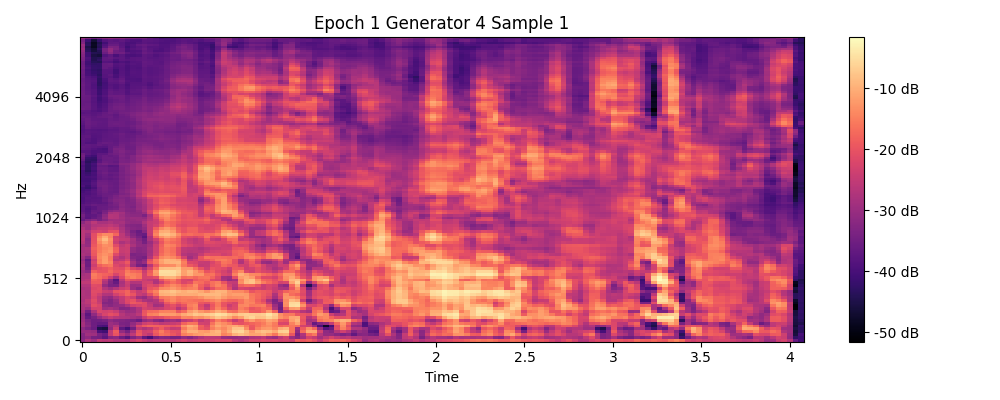 Epoch 1 Generator 4 Sample 1
Hz
4096
2048
1024
512
0
0 0.5 1 1.5 2 2.5 3 3.5 4
Time
-10 dB
-20 dB
-30 dB
-40 dB
-50 dB